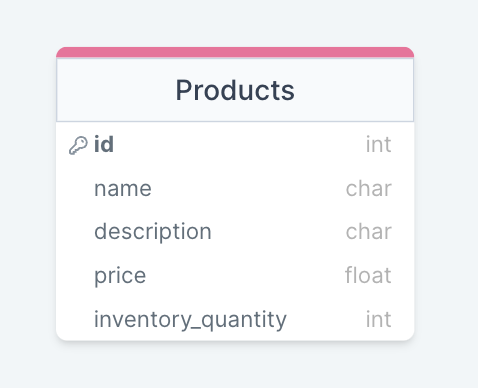 Products
id int
name char
description char
price float
inventory_quantity int